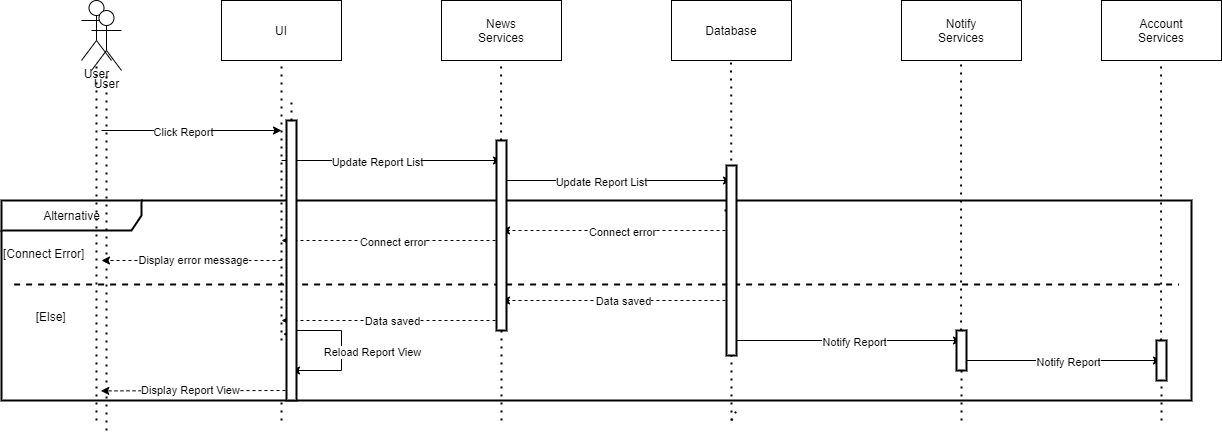 User
User
UI
News
Services
Database
Notify
Services
Account
Services
Click Report
Update Report List
Update Report List
Alternative
Connect error
Connect error
[Connect Error]
Display error message
Data saved
Data saved
[Else]
Notify Report
Reload Report View
Notify Report
Display Report View